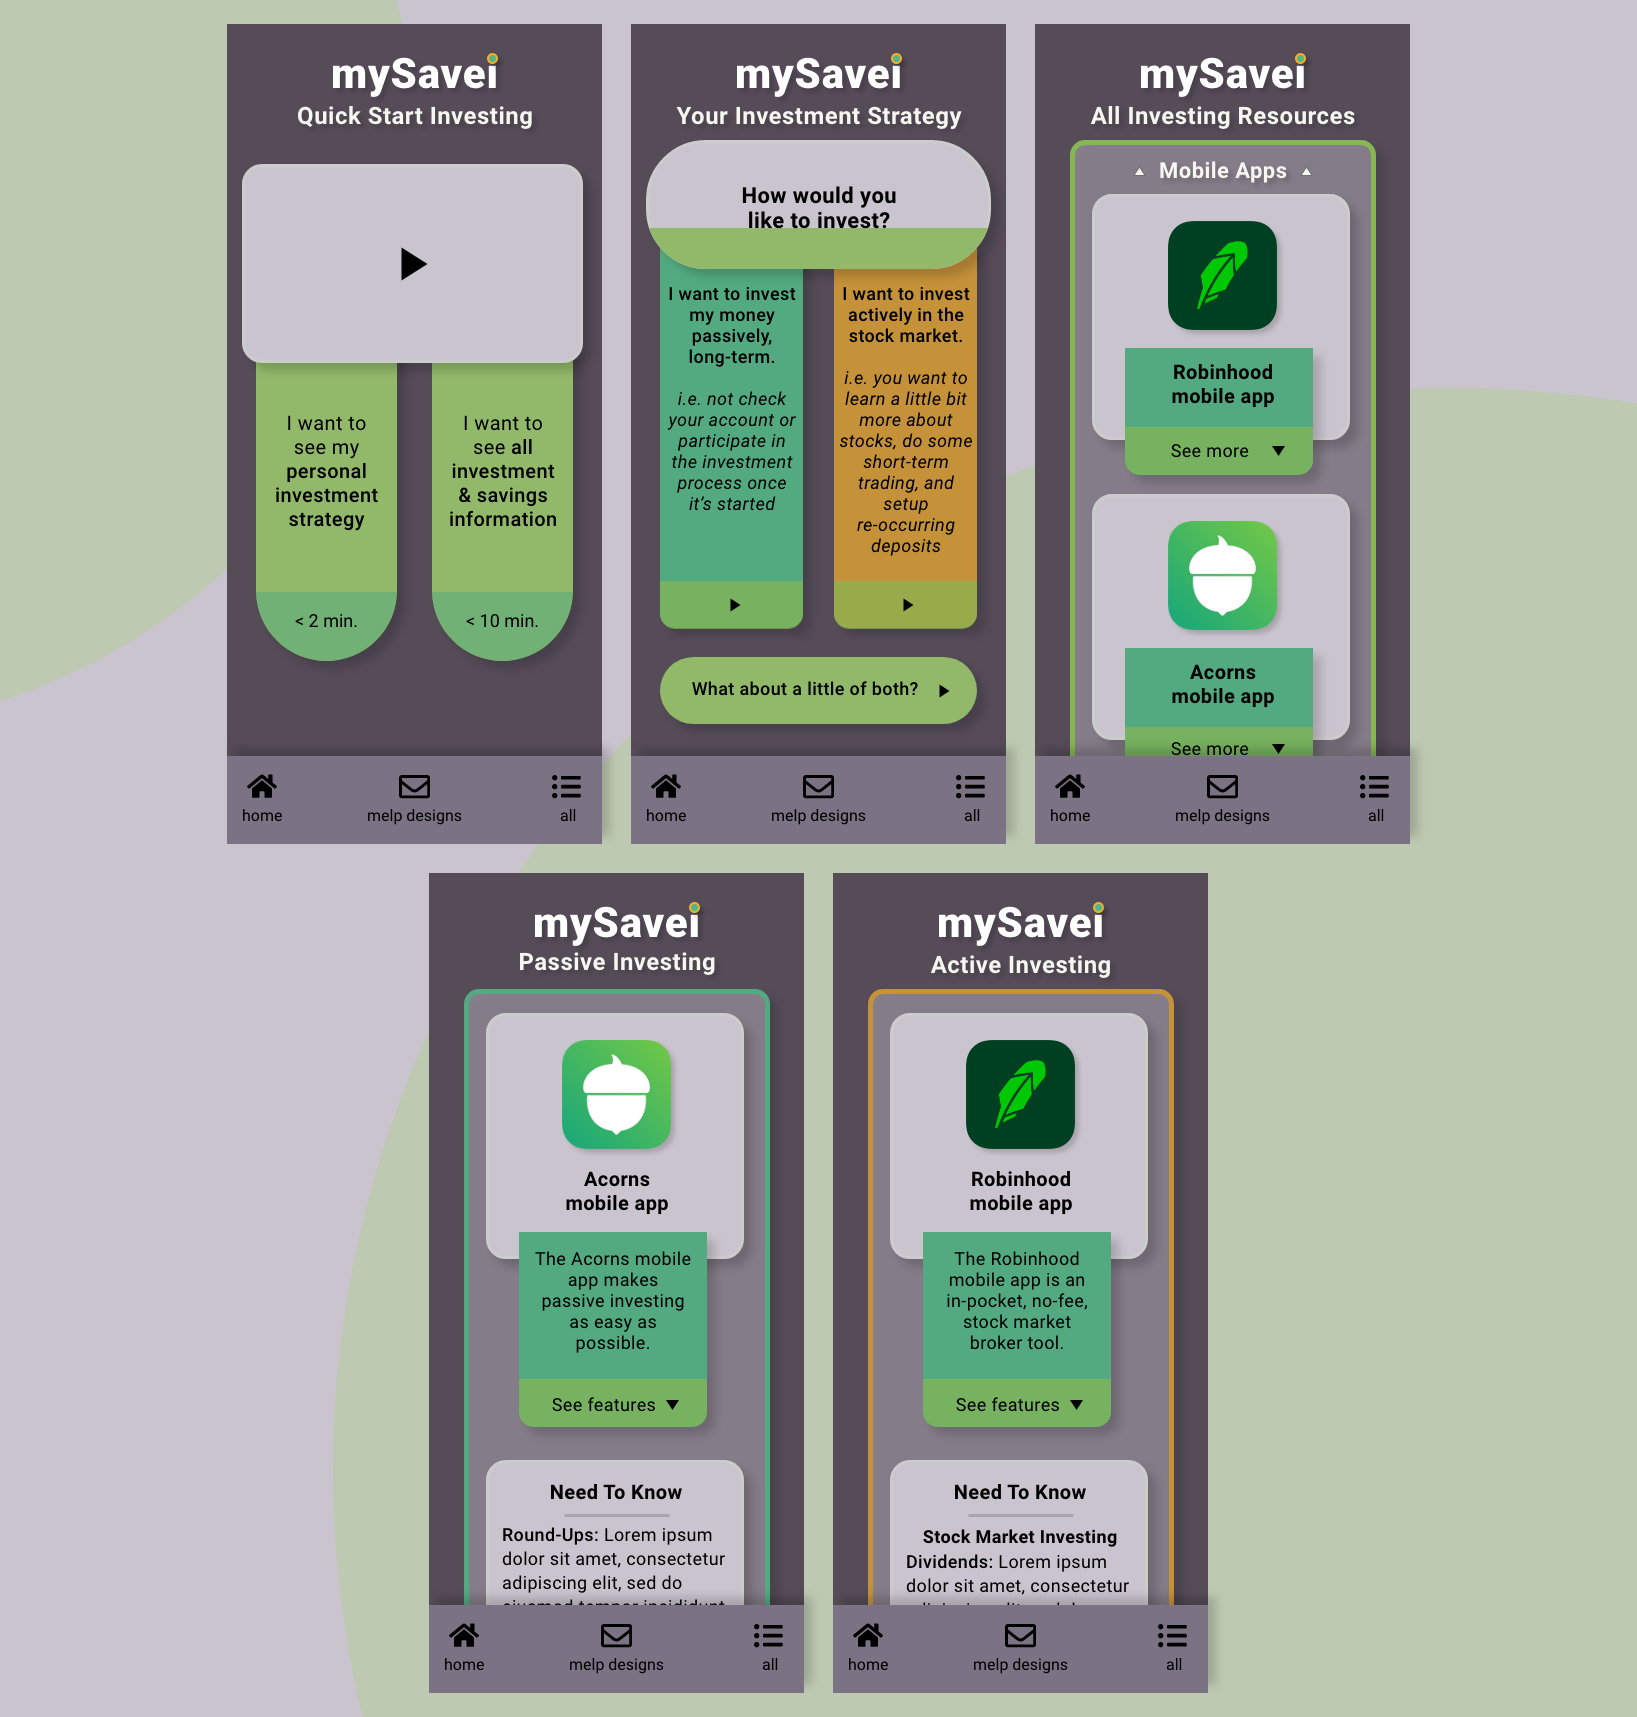 mySavei
Quick Start Investing
I want to
see my
personal
investment
strategy
< 2 min.
I want to
see all
investment
& savings
information
< 10 min.
home
melp designs
all
mySavei
Your Investment Strategy
How would you
like to invest?
I want to invest
my money
passively,
long-term.
i.e. not check
your account or
participate in
the investment
process once
it's started
I want to invest
actively in the
stock market.
i.e. you want to
learn a little bit
more about
stocks, do some
short-term
trading, and
setup
re-occurring
deposits
What about a little of both?
home
melp designs
all
mySavei
All Investing Resources
Mobile Apps
Robinhood
mobile app
See more
Acorns
mobile app
See more
home
melp designs
all
mySavei
Passive Investing
Acorns
mobile app
The Acorns mobile
app makes
passive investing
as easy as
possible.
See features
Need To Know
Round-Ups: Lorem ipsum
dolor sit amet, consectetur
adipiscing elit, sed do
eiusmod tempor incididunt
home
melp designs
all
mySavei
Active Investing
Robinhood
mobile app
The Robinhood
mobile app is an
in-pocket, no-fee,
stock market
broker tool.
See features
Need To Know
Stock Market Investing
Dividends: Lorem ipsum
dolor sit amet, consectetur
home
melp designs
all